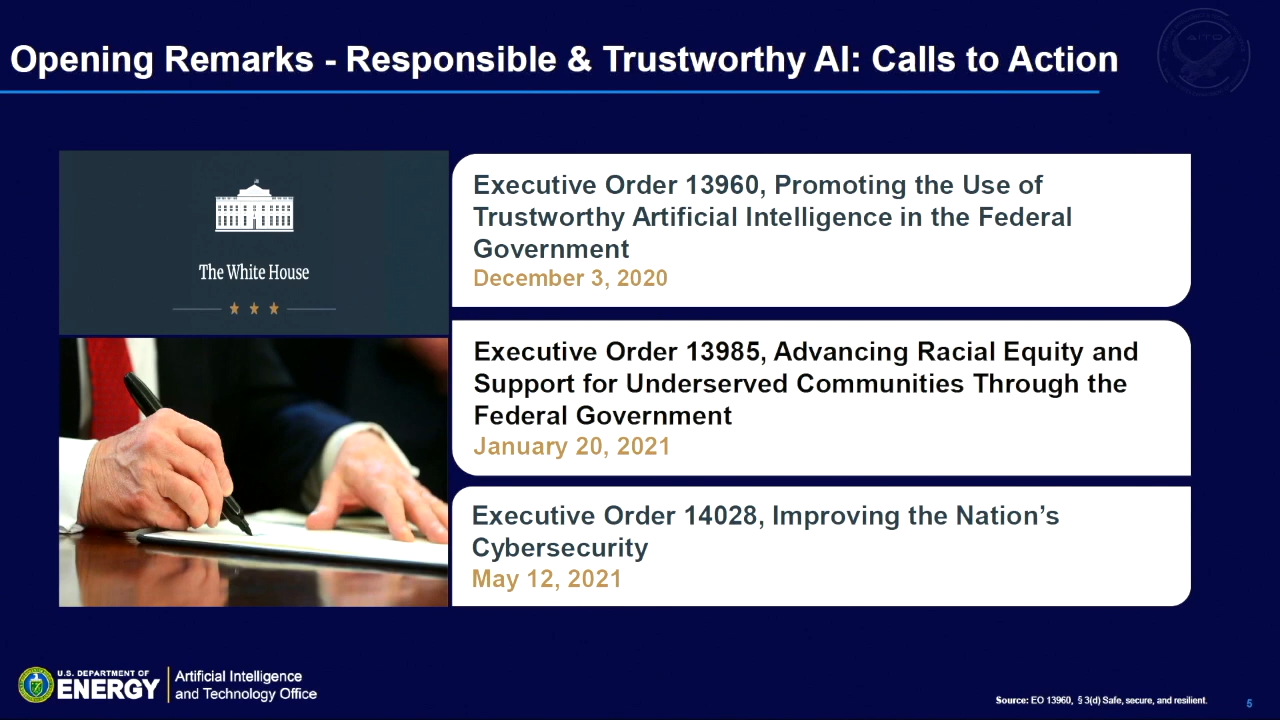 Opening Remarks - Responsible & Trustworthy AI: Calls to Action
AITO
The White House
Executive Order 13960, Promoting the Use of
Trustworthy Artificial Intelligence in the Federal
Government
December 3, 2020
Executive Order 13985, Advancing Racial Equity and
Support for Underserved Communities Through the
Federal Government
January 20, 2021
Executive Order 14028, Improving the Nation’s
Cybersecurity
May 12, 2021
U.S. DEPARTMENT OF
ENERGY
Artificial Intelligence
and Technology Office
Source: EO 13960, § 3(d) Safe, secure, and resilient.
5